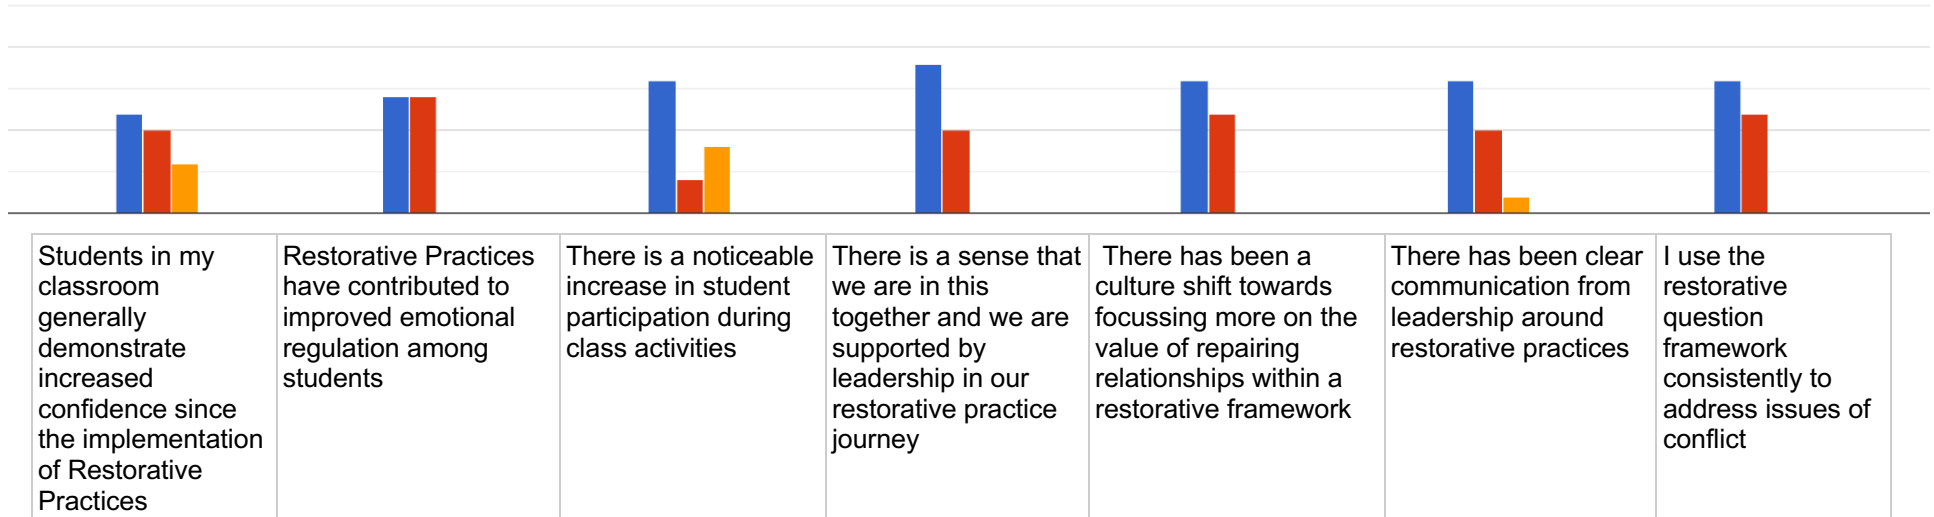 Students in my
classroom
generally
demonstrate
increased
confidence since
the implementation
of Restorative
Practices
Restorative Practices
have contributed to
improved emotional
regulation among
students
There is a noticeable
increase in student
participation during
class activities
There is a sense that
we are in this
together and we are
supported by
leadership in our
restorative practice
journey
There has been a
culture shift towards
focussing more on the
value of repairing
relationships within a
restorative framework
There has been clear
communication from
leadership around
restorative practices
I use the
restorative
question
framework
consistently to
address issues of
conflict